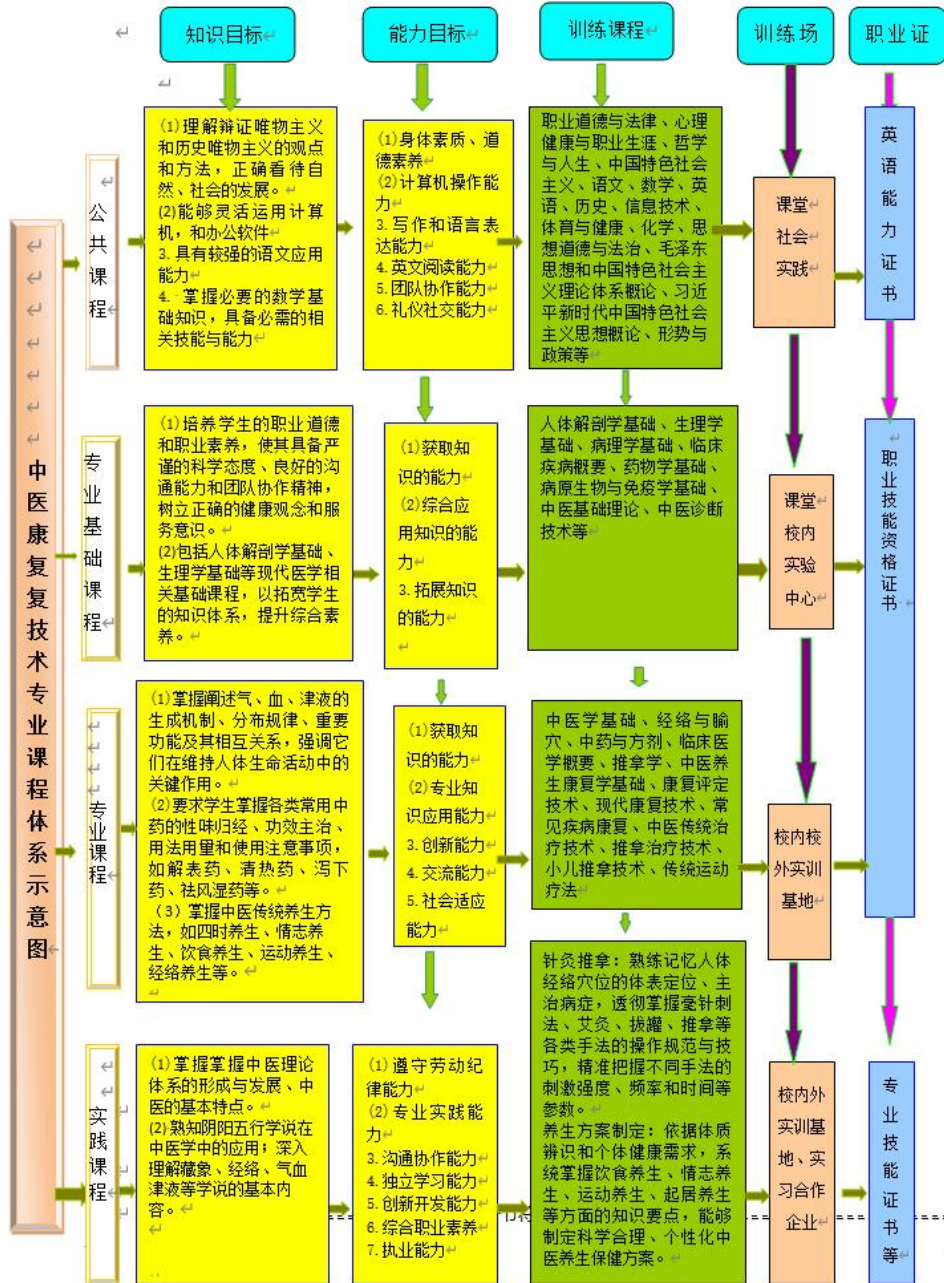 知识目标
能力目标
训练课程
训练场
职业证
中医康复复技术专业课程体系示意图
公共课程
(1)理解辩证唯物主义
和历史唯物主义的观点
和方法，正确看待自
然、社会的发展。
(2)能够灵活运用计算
机，和办公软件
3.具有较强的语文应用
能力
4. 掌握必要的数学基
础知识，具备必需的相
关技能与能力
(1)身体素质、道
德素养
(2)计算机操作能
力
3.写作和语言表
达能力
4.英文阅读能力
5.团队协作能力
6.礼仪社交能力
职业道德与法律、心理
健康与职业生涯、哲学
与人生、中国特色社会
主义、语文、数学、英
语、历史、信息技术、
体育与健康、化学、思
想道德与法治、毛泽东
思想和中国特色社会主
义理论体系概论、习近
平新时代中国特色社会
主义思想概论、形势与
政策等
课堂
社会
实践
英语能力证书
专业基础课程
(1)培养学生的职业道德
和职业素养，使其具备严
谨的科学态度、良好的沟
通能力和团队协作精神，
树立正确的健康观念和服
务意识。
(2)包括人体解剖学基础、
生理学基础等现代医学相
关基础课程，以拓宽学生
的知识体系，提升综合素
养。
(1)获取知
识的能力
(2)综合应
用知识的能
力
3.拓展知识
的能力
人体解剖学基础、生理学
基础、病理学基础、临床
疾病概要、药物学基础、
病原生物与免疫学基础、
中医基础理论、中医诊断
技术等
课堂
校内
实验
中心
职业技能资格证书
专业课程
(1)掌握阐述气、血、津液的
生成机制、分布规律、重要
功能及其相互关系，强调它
们在维持人体生命活动中的
关键作用。
(2)要求学生掌握各类常用中
药的性味归经、功效主治、
用法用量和使用注意事项，
如解表药、清热药、泻下
药、祛风湿药等。
（3）掌握中医传统养生方
法，如四时养生、情志养
生、饮食养生、运动养生、
经络养生等。
(1)获取知
识的能力
(2)专业知
识应用能力
3.创新能力
4.交流能力
5.社会适应
能力
中医学基础、经络与腧
穴、中药与方剂、临床医
学概要、推拿学、中医养
生康复学基础、康复评定
技术、现代康复技术、常
见疾病康复、中医传统治
疗技术、推拿治疗技术、
小儿推拿技术、传统运动
疗法
校内校
外实训
基地
实践课程
(1)掌握掌握中医理论
体系的形成与发展、中
医的基本特点。
(2)熟知阴阳五行学说在
中医学中的应用；深入
理解藏象、经络、气血
津液等学说的基本内
容。
(1)遵守劳动纪
律能力
(2)专业实践能
力
3.沟通协作能力
4.独立学习能力
5.创新开发能力
6.综合职业素养
7.执业能力
针灸推拿：熟练记忆人体
经络穴位的体表定位、主
治病症，透彻掌握毫针刺
法、艾灸、拔罐、推拿等
各类手法的操作规范与技
巧，精准把握不同手法的
刺激强度、频率和时间等
参数。
养生方案制定：依据体质
辨识和个体健康需求，系
统掌握饮食养生、情志养
生、运动养生、起居养生
等方面的知识要点，能够
制定科学合理、个性化中
医养生保健方案。
校内外
实训基
地、实
习合作
企业
专业技能证书等